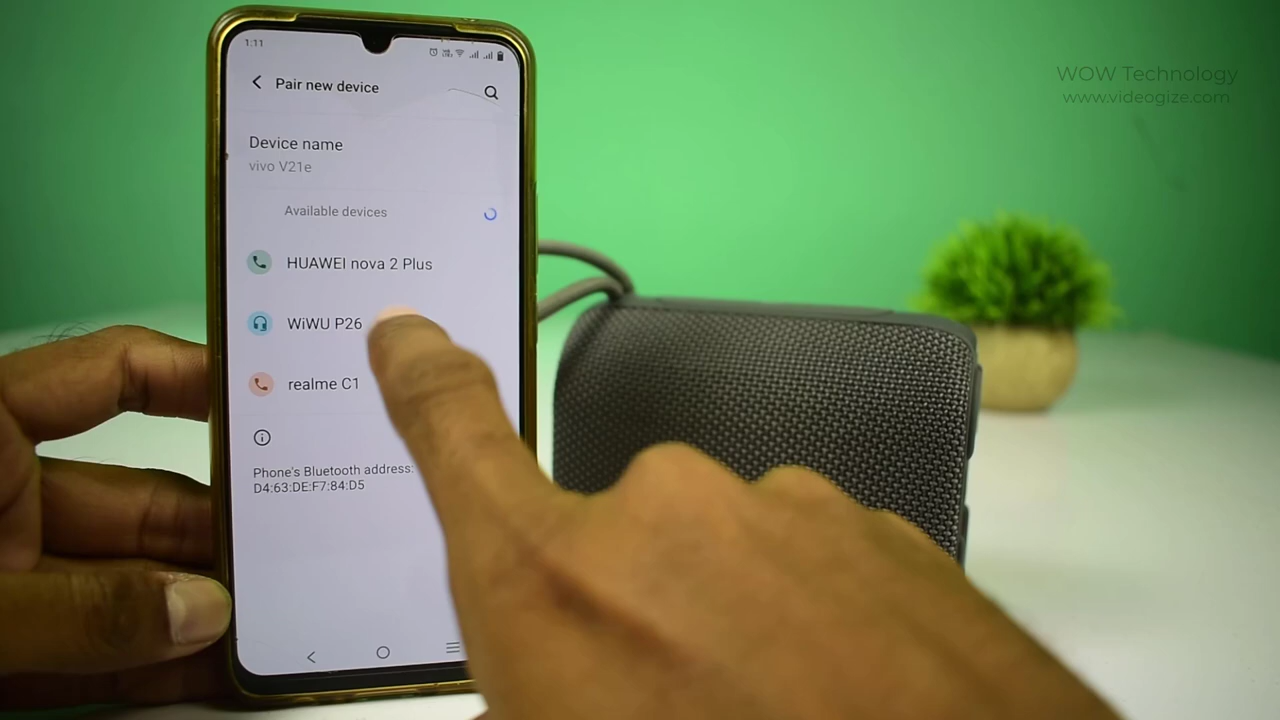 1:11
WOW Technology
www.videogize.com
Pair new device
Device name
vivo V21e
Available devices
HUAWEI nova 2 Plus
WiWU P26
realme C1
Phone's Bluetooth address:
D4:63:DE:F7:84:D5